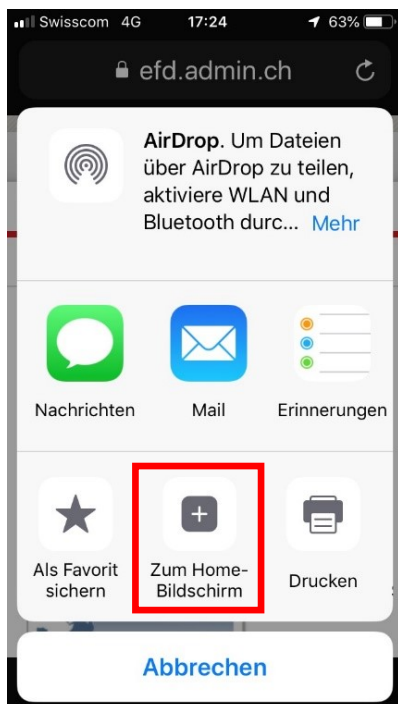 Swisscom 4G 17:24 63%
efd.admin.ch
AirDrop. Um Dateien
über AirDrop zu teilen,
aktiviere WLAN und
Bluetooth durc... Mehr
Nachrichten Mail Erinnerungen
Als Favorit
sichern
Zum Home-
Bildschirm
Drucken
Abbrechen